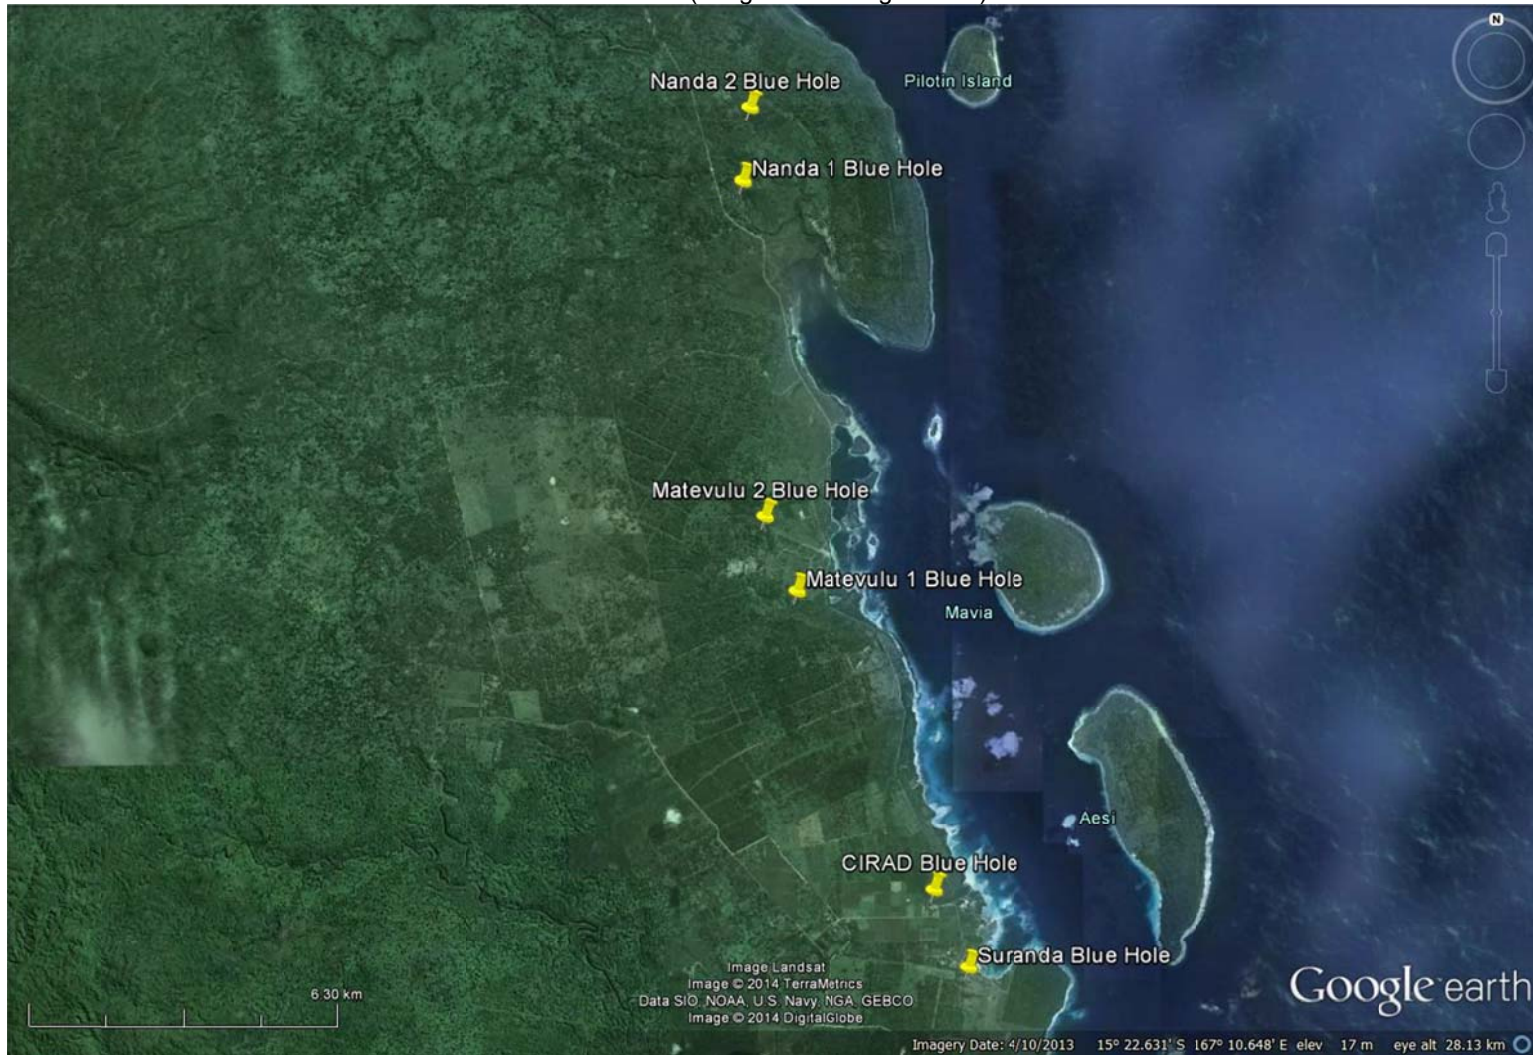 N
Nanda 2 Blue Hole
Pilotin Island
Nanda 1 Blue Hole
Matevulu 2 Blue Hole
Matevulu 1 Blue Hole
Mavia
Aesi
CIRAD Blue Hole
Suranda Blue Hole
6.30 km
Image Landsat
Image © 2014 TerraMetrics
Data SIO, NOAA, U.S. Navy, NGA, GEBCO
Image © 2014 DigitalGlobe
Google earth
Imagery Date: 4/10/2013 15° 22.631' S 167° 10.648' E elev 17 m eye alt 28.13 km